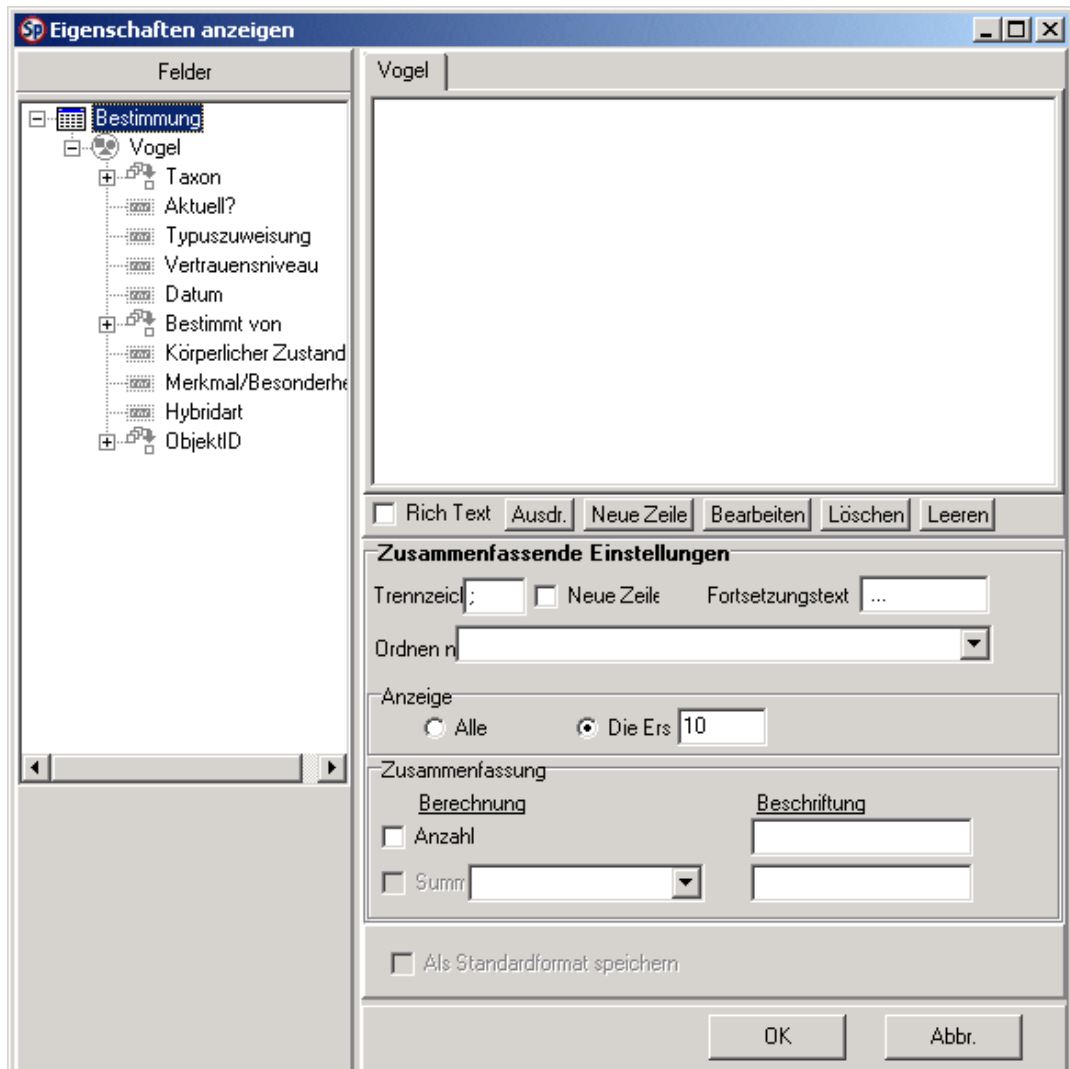 Sp Eigenschaften anzeigen
Felder
Bestimmung
Vogel
Taxon
Aktuell?
Typuszuweisung
Vertrauensniveau
Datum
Bestimmt von
Körperlicher Zustand
Merkmal/Besonderhe
Hybridart
ObjektID
Vogel
Rich Text Ausdr. Neue Zeile Bearbeiten Löschen Leeren
Zusammenfassende Einstellungen
Trennzeicl ; Neue Zeile Fortsetzungstext ...
Ordnen n
Anzeige
Alle Die Ers 10
Zusammenfassung
Berechnung Beschriftung
Anzahl
Summ
Als Standardformat speichern
OK Abbr.